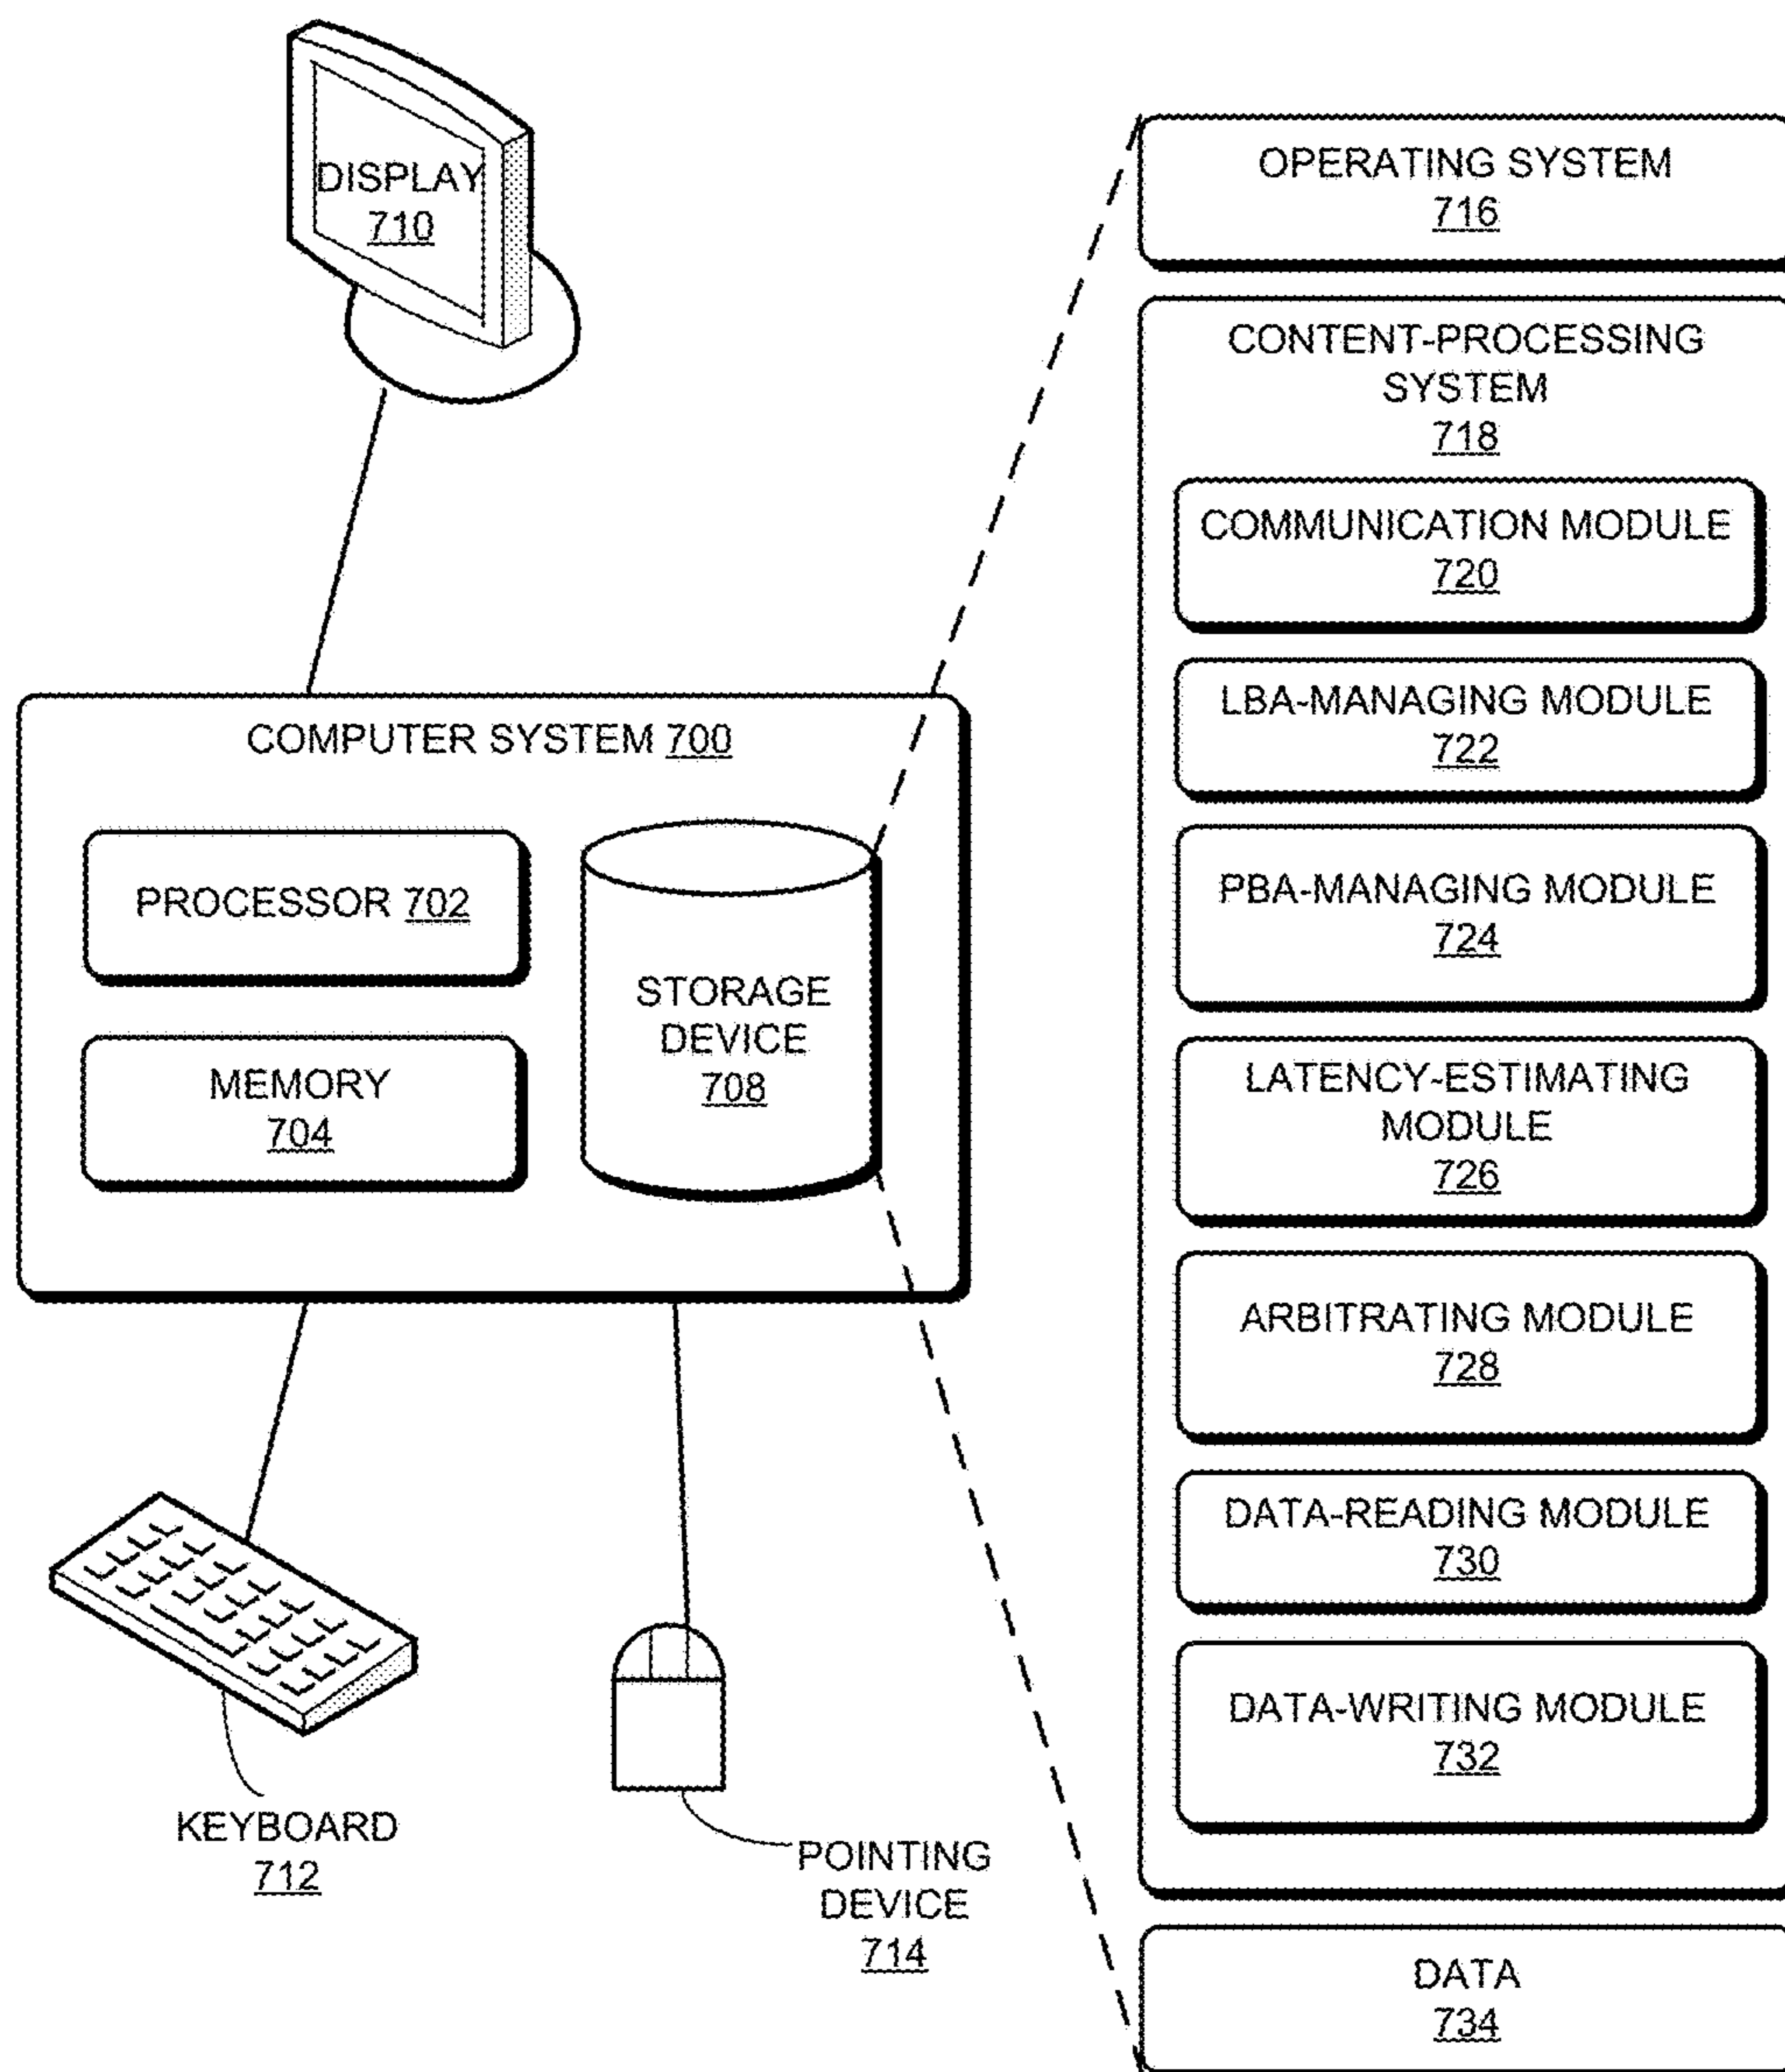 DISPLAY
710
COMPUTER SYSTEM 700
PROCESSOR 702
MEMORY
704
STORAGE
DEVICE
708
KEYBOARD
712
POINTING
DEVICE
714
OPERATING SYSTEM
716
CONTENT-PROCESSING
SYSTEM
718
COMMUNICATION MODULE
720
LBA-MANAGING MODULE
722
PBA-MANAGING MODULE
724
LATENCY-ESTIMATING
MODULE
726
ARBITRATING MODULE
728
DATA-READING MODULE
730
DATA-WRITING MODULE
732
DATA
734